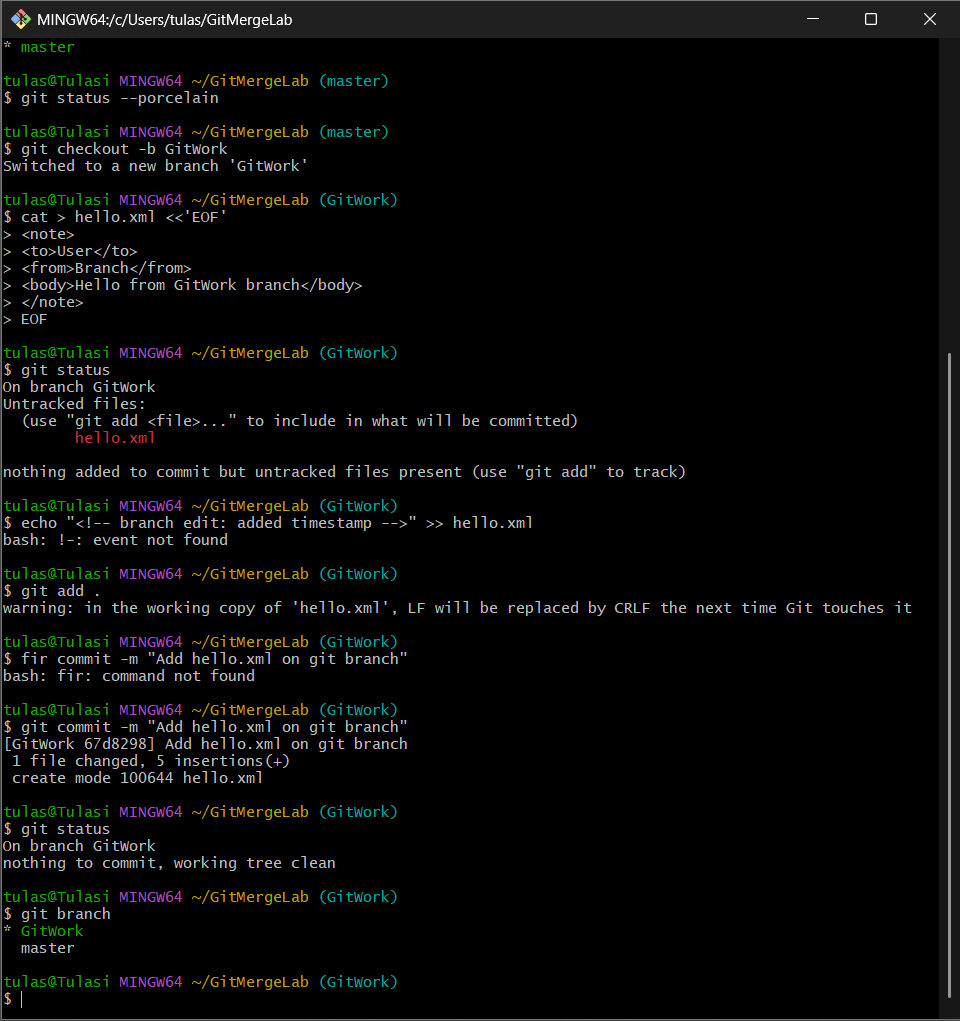 MINGW64:/c/Users/tulas/GitMergeLab
* master
tulas@Tulasi MINGW64 ~/GitMergeLab (master)
$ git status --porcelain
tulas@Tulasi MINGW64 ~/GitMergeLab (master)
$ git checkout -b GitWork
Switched to a new branch 'GitWork'
tulas@Tulasi MINGW64 ~/GitMergeLab (GitWork)
$ cat > hello.xml <<'EOF'
> <note>
> <to>User</to>
> <from>Branch</from>
> <body>Hello from GitWork branch</body>
> </note>
> EOF
tulas@Tulasi MINGW64 ~/GitMergeLab (GitWork)
$ git status
On branch GitWork
Untracked files:
  (use "git add <file>..." to include in what will be committed)
        hello.xml
nothing added to commit but untracked files present (use "git add" to track)
tulas@Tulasi MINGW64 ~/GitMergeLab (GitWork)
$ echo "<!-- branch edit: added timestamp -->" >> hello.xml
bash: !-: event not found
tulas@Tulasi MINGW64 ~/GitMergeLab (GitWork)
$ git add .
warning: in the working copy of 'hello.xml', LF will be replaced by CRLF the next time Git touches it
tulas@Tulasi MINGW64 ~/GitMergeLab (GitWork)
$ fir commit -m "Add hello.xml on git branch"
bash: fir: command not found
tulas@Tulasi MINGW64 ~/GitMergeLab (GitWork)
$ git commit -m "Add hello.xml on git branch"
[GitWork 67d8298] Add hello.xml on git branch
 1 file changed, 5 insertions(+)
 create mode 100644 hello.xml
tulas@Tulasi MINGW64 ~/GitMergeLab (GitWork)
$ git status
On branch GitWork
nothing to commit, working tree clean
tulas@Tulasi MINGW64 ~/GitMergeLab (GitWork)
$ git branch
* GitWork
  master
tulas@Tulasi MINGW64 ~/GitMergeLab (GitWork)
$